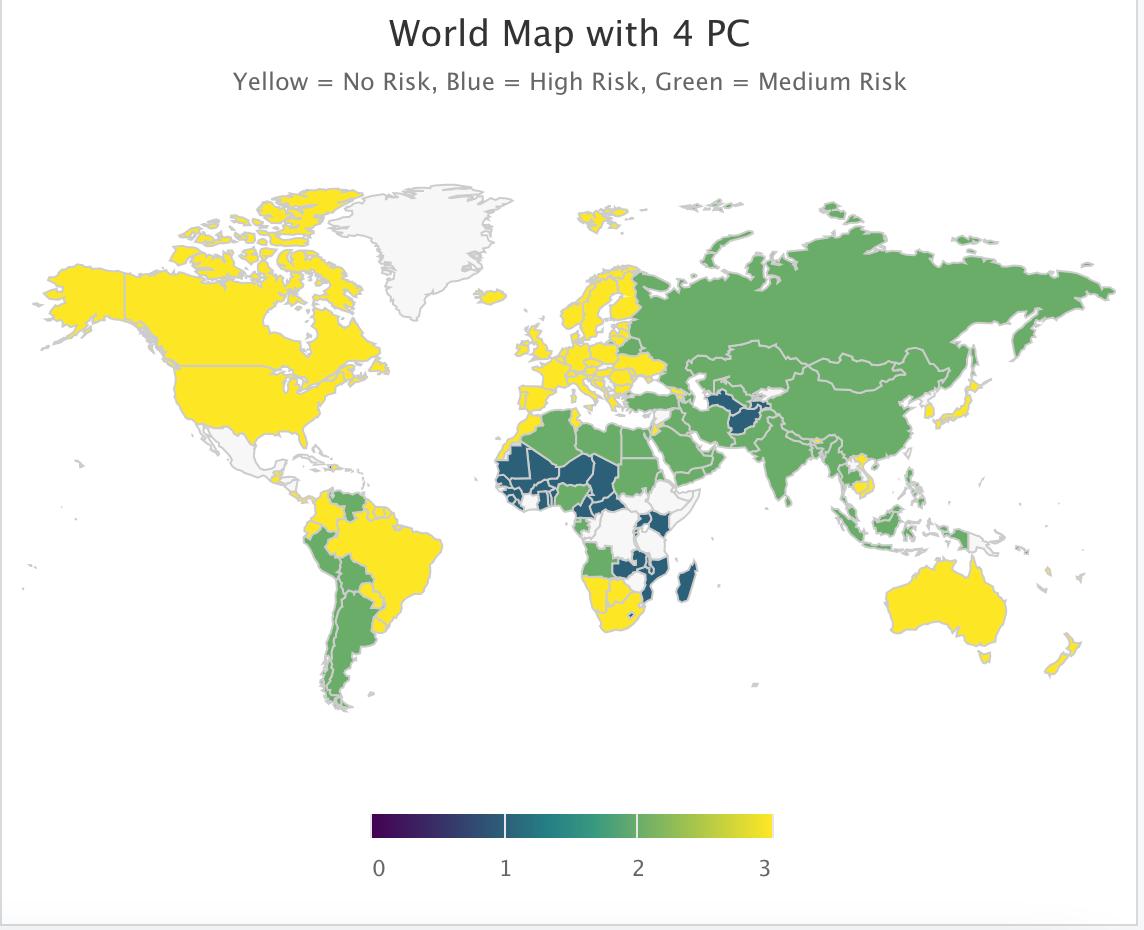 World Map with 4 PC
Yellow = No Risk, Blue = High Risk, Green = Medium Risk
0 1 2 3